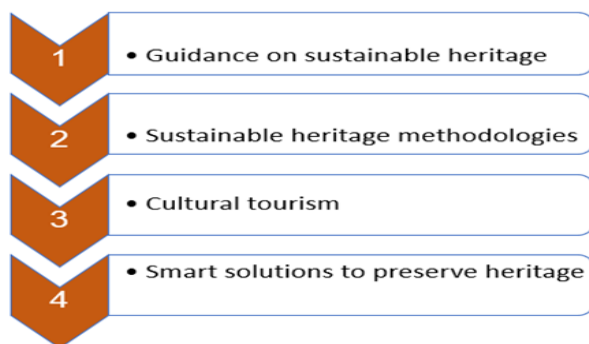 1
• Guidance on sustainable heritage
2
• Sustainable heritage methodologies
3
• Cultural tourism
4
• Smart solutions to preserve heritage